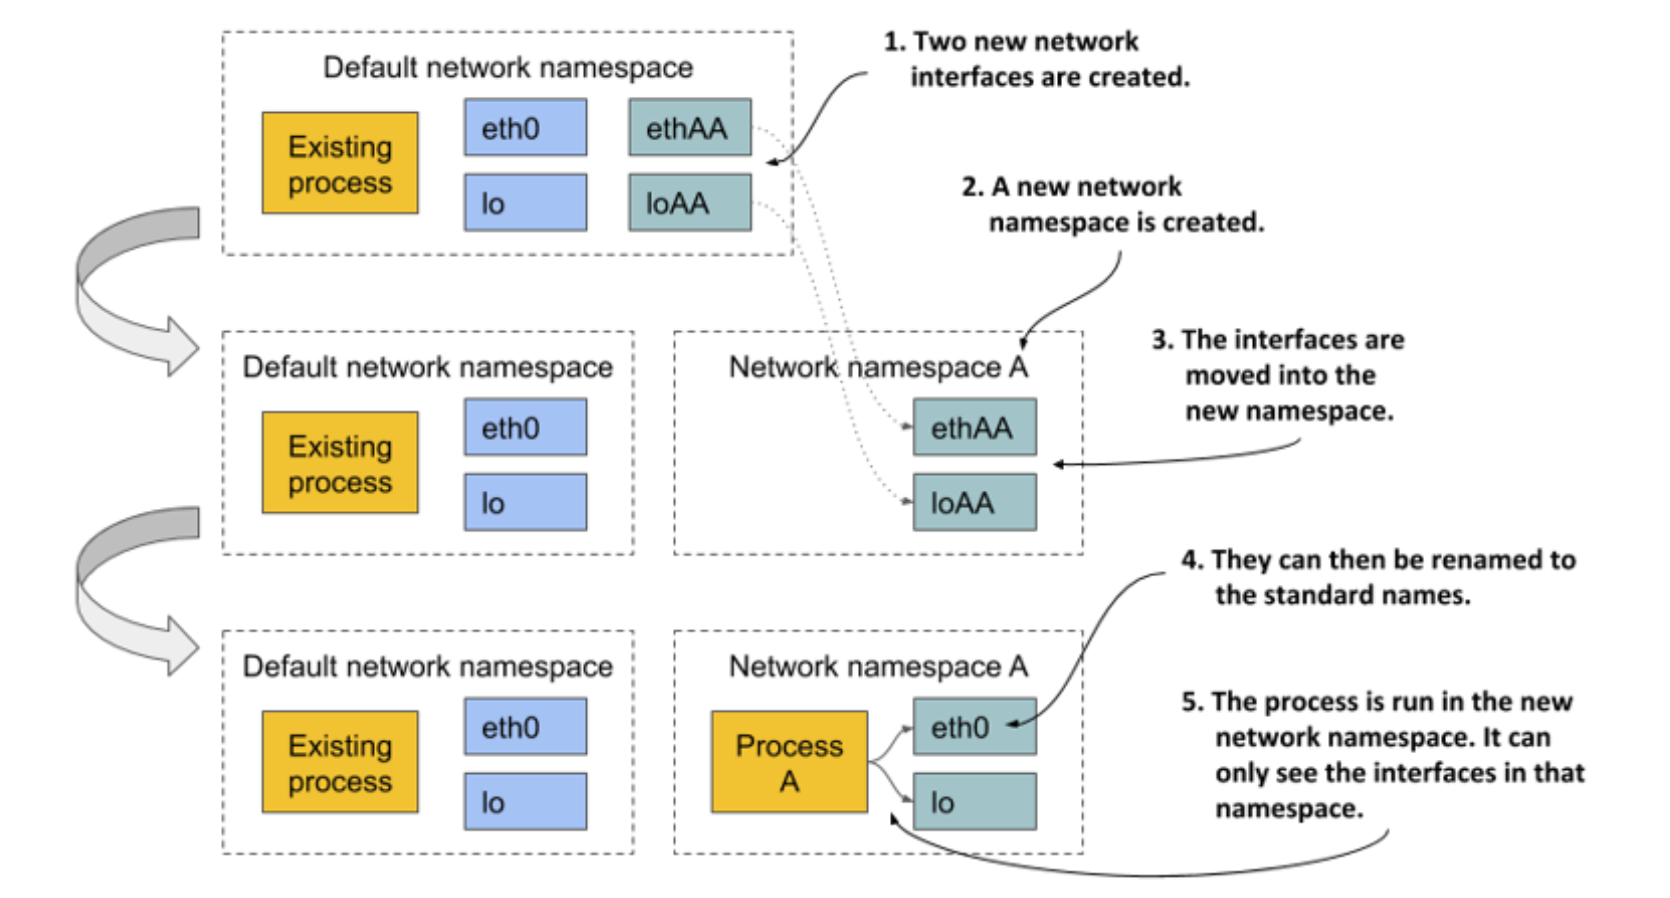 Default network namespace
Existing
process
eth0
lo
ethAA
loAA
1. Two new network
interfaces are created.
2. A new network
namespace is created.
Default network namespace
Existing
process
eth0
lo
Network namespace A
ethAA
loAA
3. The interfaces are
moved into the
new namespace.
4. They can then be renamed to
the standard names.
Default network namespace
Existing
process
eth0
lo
Network namespace A
Process
A
eth0
lo
5. The process is run in the new
network namespace. It can
only see the interfaces in that
namespace.